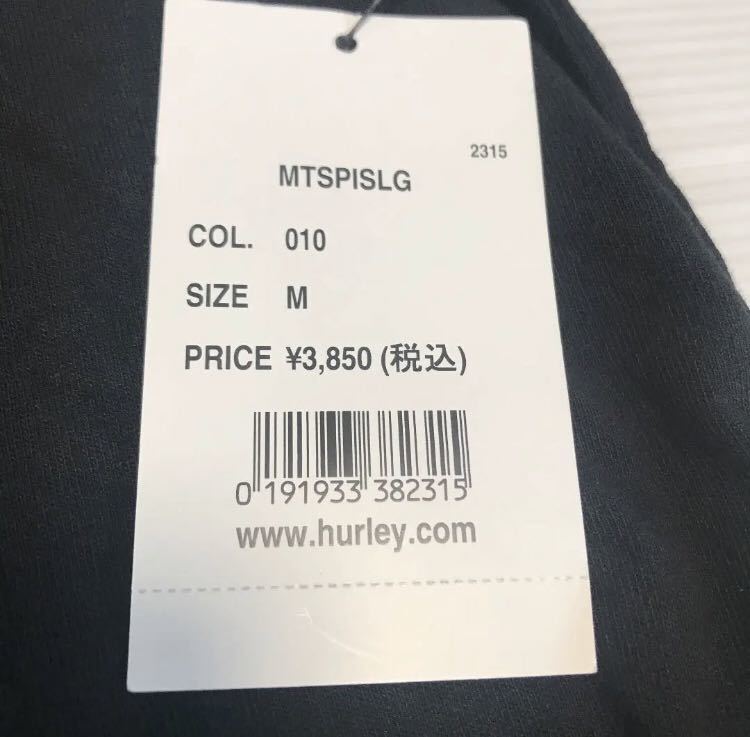 2315
MTSPISLG
COL. 010
SIZE M
PRICE ¥3,850 (税込)
0 191933 382315
www.hurley.com